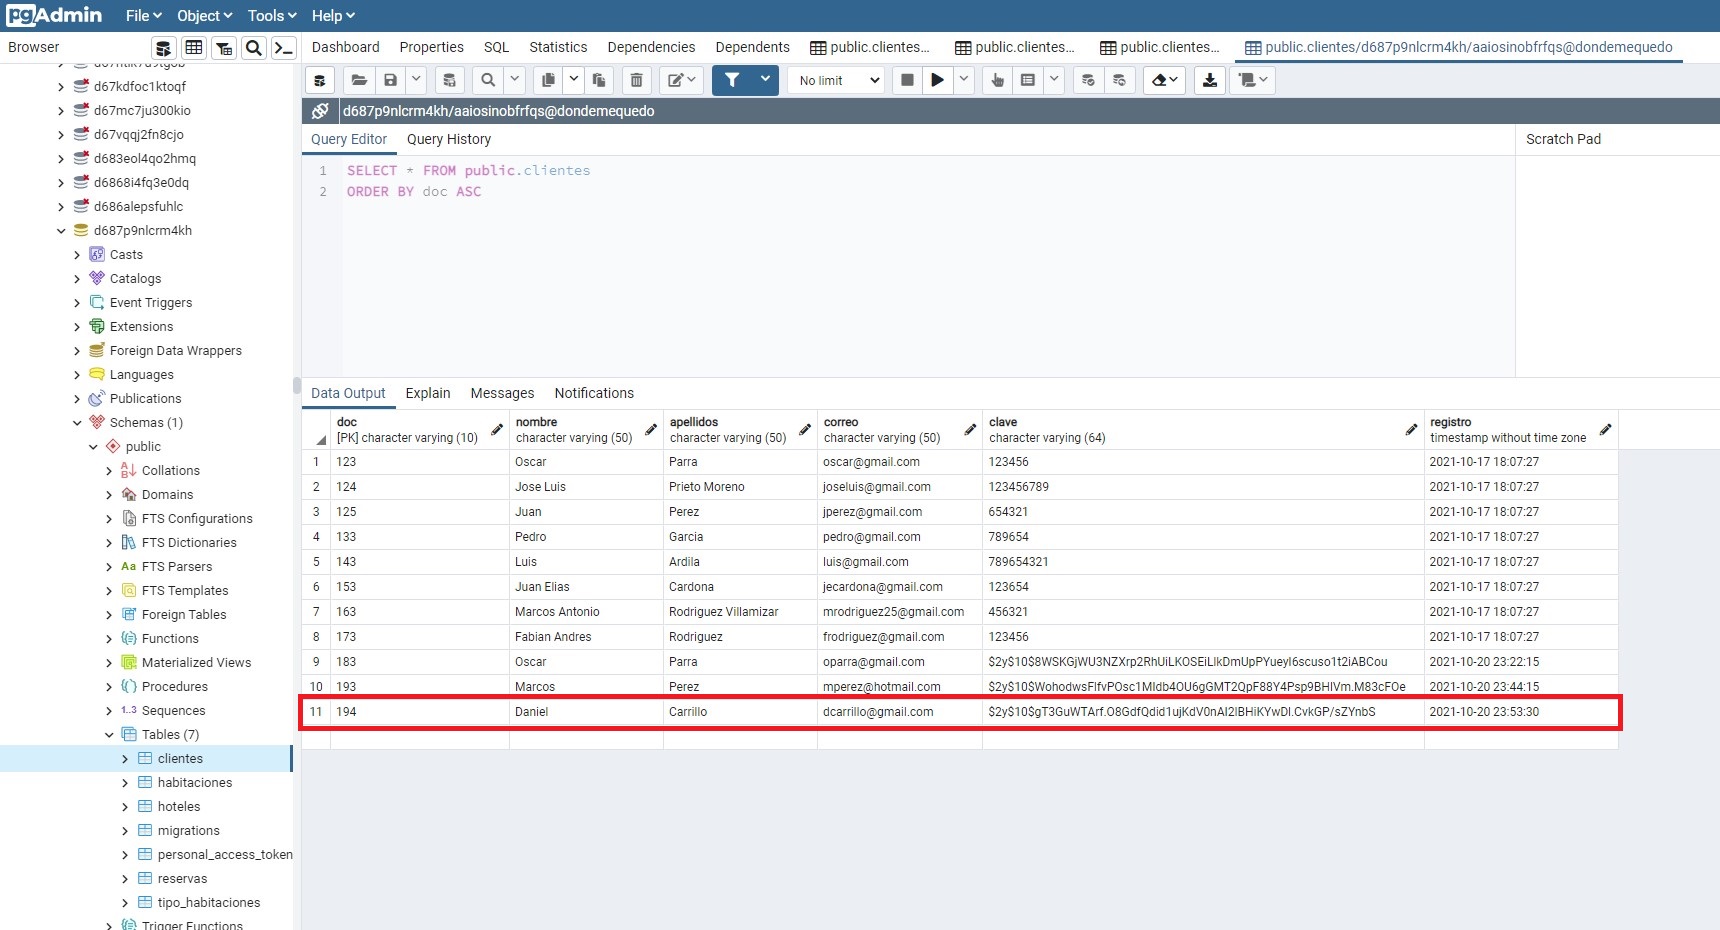 pgAdmin File Object Tools Help
Browser Dashboard Properties SQL Statistics Dependencies Dependents public.clientes... public.clientes... public.clientes... public.clientes/d687p9nlcrm4kh/aaiosinobfrfqs@dondemequedo
No limit
d687p9nlcrm4kh/aaiosinobfrfqs@dondemequedo
Query Editor Query History Scratch Pad
1 SELECT * FROM public.clientes
2 ORDER BY doc ASC
d67kdfoc1ktoqf
d67mc7ju300kio
d67vqqj2fn8cjo
d683eol4qo2hmq
d6868i4fq3e0dq
d686alepsfuhlc
d687p9nlcrm4kh
Casts
Catalogs
Event Triggers
Extensions
Foreign Data Wrappers
Languages
Publications
Schemas (1)
public
Collations
Domains
FTS Configurations
FTS Dictionaries
Aa FTS Parsers
FTS Templates
Foreign Tables
Functions
Materialized Views
Procedures
1..3 Sequences
Tables (7)
clientes
habitaciones
hoteles
migrations
personal_access_token
reservas
tipo_habitaciones
Trigger Functions
Data Output Explain Messages Notifications
doc nombre apellidos correo clave registro
[PK] character varying (10) character varying (50) character varying (50) character varying (50) character varying (64) timestamp without time zone
1 123 Oscar Parra oscar@gmail.com 123456 2021-10-17 18:07:27
2 124 Jose Luis Prieto Moreno joseluis@gmail.com 123456789 2021-10-17 18:07:27
3 125 Juan Perez jperez@gmail.com 654321 2021-10-17 18:07:27
4 133 Pedro Garcia pedro@gmail.com 789654 2021-10-17 18:07:27
5 143 Luis Ardila luis@gmail.com 789654321 2021-10-17 18:07:27
6 153 Juan Elias Cardona jecardona@gmail.com 123654 2021-10-17 18:07:27
7 163 Marcos Antonio Rodriguez Villamizar mrodriguez25@gmail.com 456321 2021-10-17 18:07:27
8 173 Fabian Andres Rodriguez frodriguez@gmail.com 123456 2021-10-17 18:07:27
9 183 Oscar Parra oparra@gmail.com 2021-10-20 23:22:15
10 193 Marcos Perez mperez@hotmail.com 2021-10-20 23:44:15
11 194 Daniel Carrillo dcarrillo@gmail.com 2021-10-20 23:53:30